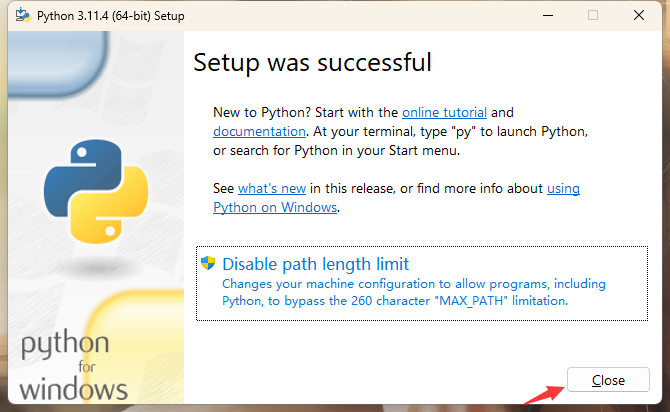 Python 3.11.4 (64-bit) Setup
Setup was successful
New to Python? Start with the online tutorial and
documentation. At your terminal, type "py" to launch Python,
or search for Python in your Start menu.
See what's new in this release, or find more info about using
Python on Windows.
Disable path length limit
Changes your machine configuration to allow programs, including
Python, to bypass the 260 character "MAX_PATH" limitation.
python
for
windows
Close